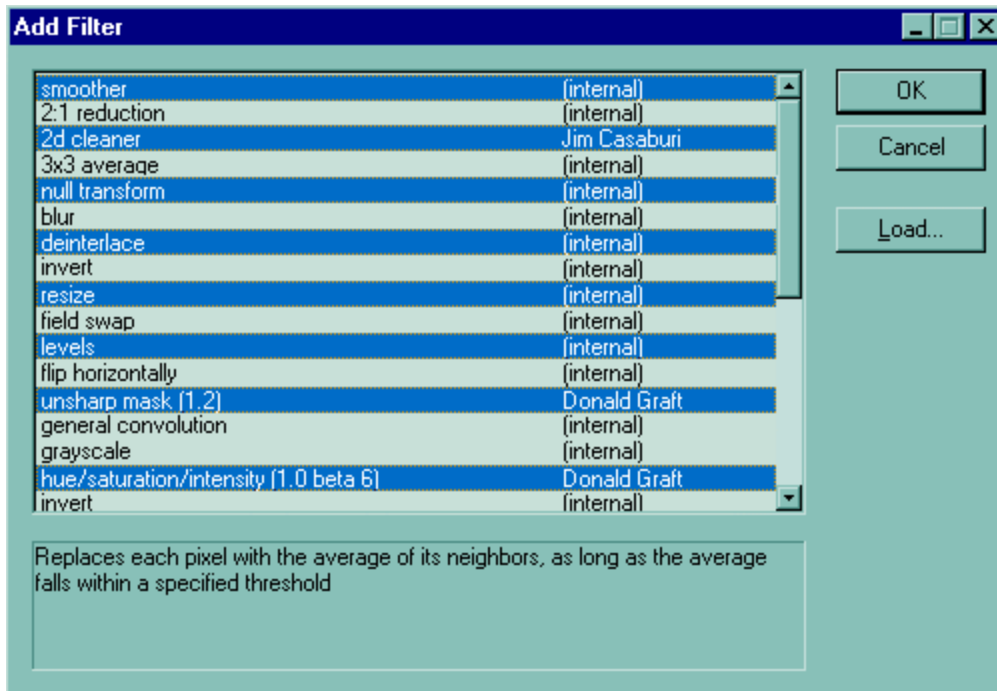 Add Filter
smoother (internal)
2:1 reduction (internal)
2d cleaner Jim Casaburi
3x3 average (internal)
null transform (internal)
blur (internal)
deinterlace (internal)
invert (internal)
resize (internal)
field swap (internal)
levels (internal)
flip horizontally (internal)
unsharp mask (1.2) Donald Graft
general convolution (internal)
grayscale (internal)
hue/saturation/intensity (1.0 beta 6) Donald Graft
invert (internal)
OK
Cancel
Load...
Replaces each pixel with the average of its neighbors, as long as the average
falls within a specified threshold